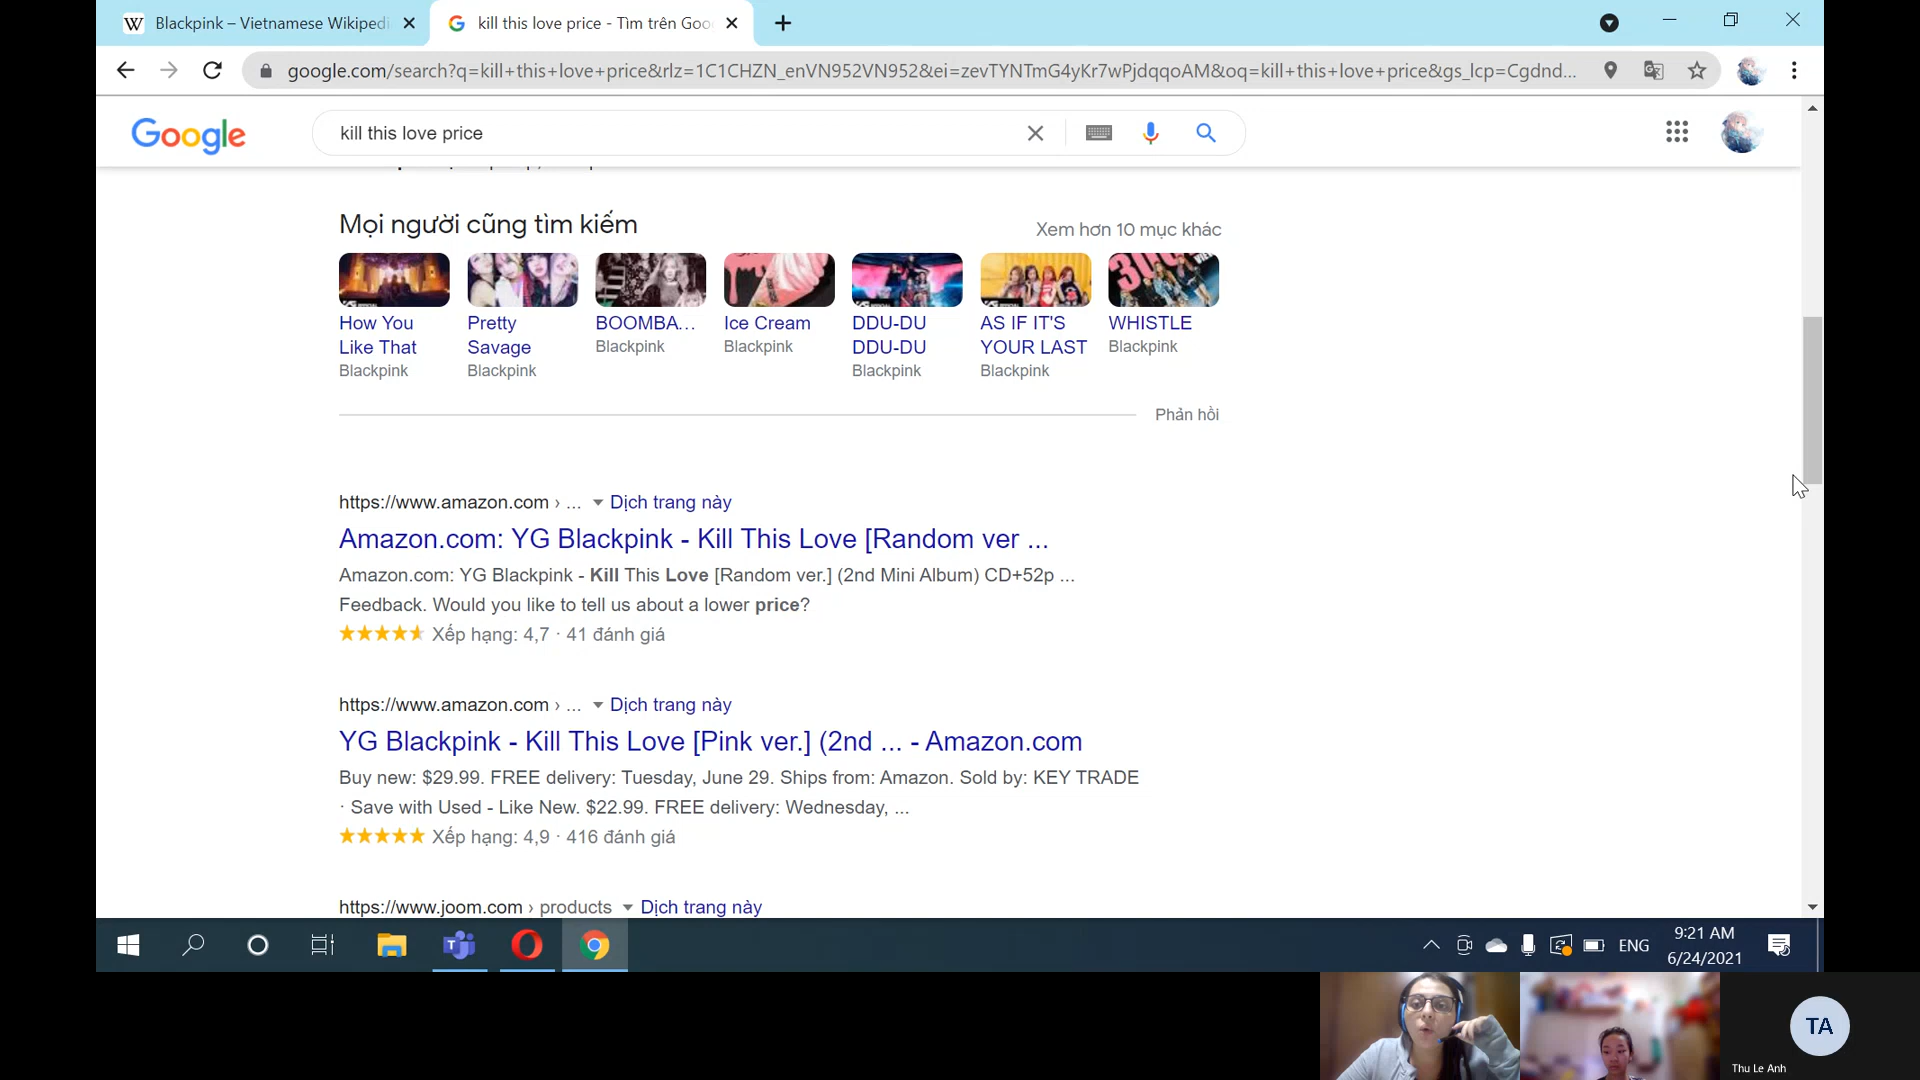 Blackpink – Vietnamese Wikipedi
kill this love price - Tìm trên Goo
google.com/search?q=kill+this+love+price&rlz=1C1CHZN_enVN952VN952&ei=zevTYNTmG4yKr7wPjdqqoAM&oq=kill+this+love+price&gs_lcp=Cgdnd...
Google
kill this love price
Mọi người cũng tìm kiếm
Xem hơn 10 mục khác
How You Like That
Blackpink
Pretty Savage
Blackpink
BOOMBA...
Blackpink
Ice Cream
Blackpink
DDU-DU DDU-DU
Blackpink
AS IF IT'S YOUR LAST
Blackpink
WHISTLE
Blackpink
Phản hồi
https://www.amazon.com › ... Dịch trang này
Amazon.com: YG Blackpink - Kill This Love [Random ver ...
Amazon.com: YG Blackpink - Kill This Love [Random ver.] (2nd Mini Album) CD+52p ...
Feedback. Would you like to tell us about a lower price?
Xếp hạng: 4,7 · 41 đánh giá
https://www.amazon.com › ... Dịch trang này
YG Blackpink - Kill This Love [Pink ver.] (2nd ... - Amazon.com
Buy new: $29.99. FREE delivery: Tuesday, June 29. Ships from: Amazon. Sold by: KEY TRADE
· Save with Used - Like New. $22.99. FREE delivery: Wednesday, ...
Xếp hạng: 4,9 · 416 đánh giá
https://www.joom.com › products Dịch trang này
ENG
9:21 AM
6/24/2021
TA
Thu Le Anh